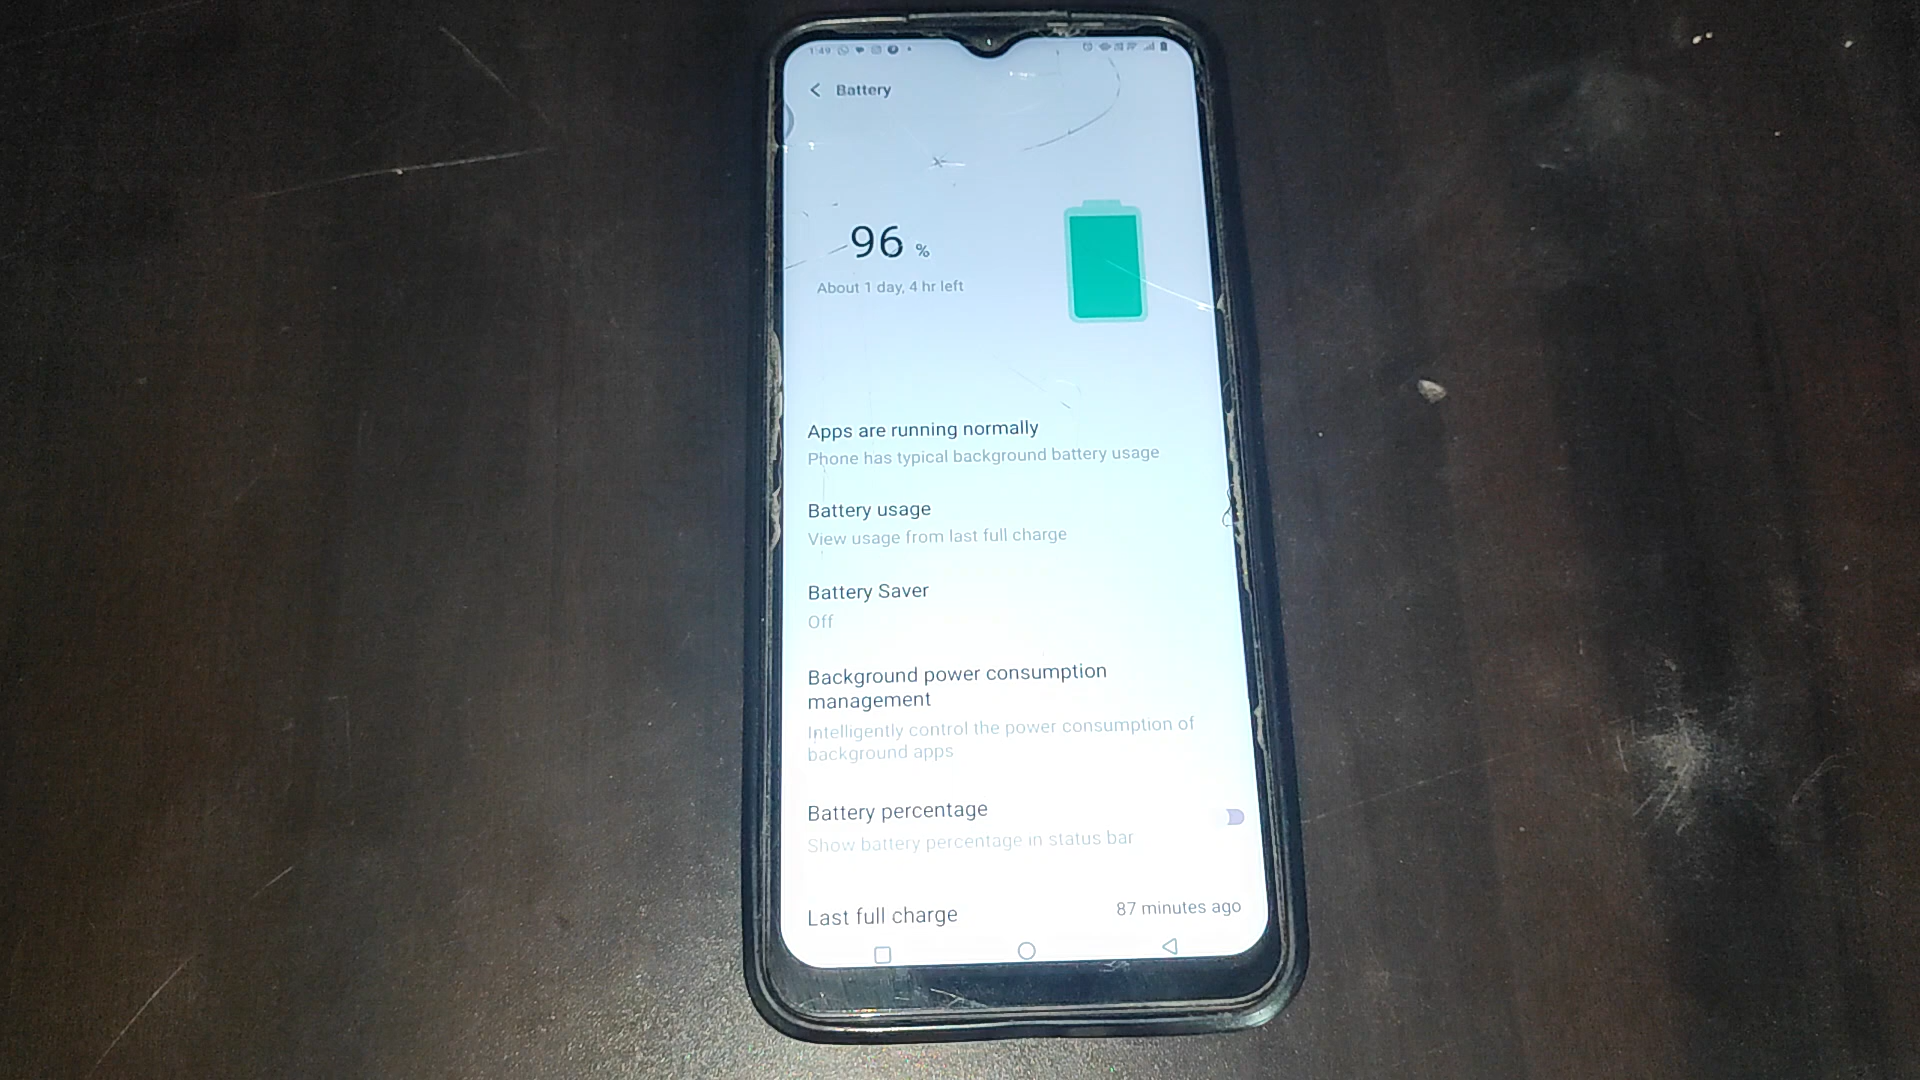 1:49
Battery
96 %
About 1 day, 4 hr left
Apps are running normally
Phone has typical background battery usage
Battery usage
View usage from last full charge
Battery Saver
Off
Background power consumption
management
Intelligently control the power consumption of
background apps
Battery percentage
Show battery percentage in status bar
Last full charge
87 minutes ago